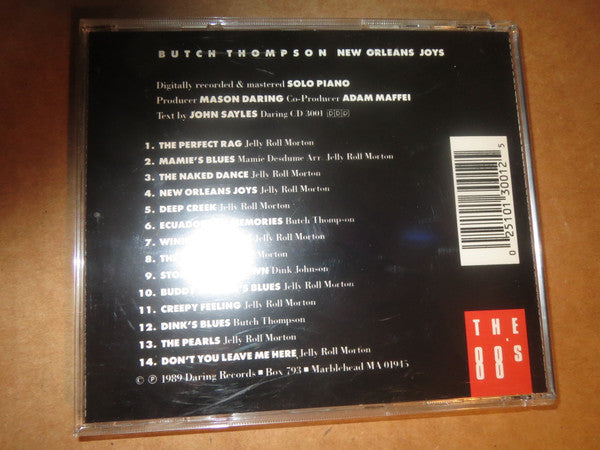 BUTCH THOMPSON NEW ORLEANS JOYS
Digitally recorded & mastered SOLO PIANO
Producer MASON DARING Co-Producer ADAM MAFFEI
Text by JOHN SAYLES Daring CD 3001 DDD
1. THE PERFECT RAG Jelly Roll Morton
2. MAMIE'S BLUES Mamie Desdume Arr. Jelly Roll Morton
3. THE NAKED DANCE Jelly Roll Morton
4. NEW ORLEANS JOYS Jelly Roll Morton
5. DEEP CREEK Jelly Roll Morton
6. MEMORIES Butch Thompson
7. Jelly Roll Morton
8. Morton
9. Dink Johnson
10. BLUES Jelly Roll Morton
11. CREEPY FEELING Jelly Roll Morton
12. DINK'S BLUES Butch Thompson
13. THE PEARLS Jelly Roll Morton
14. DON'T YOU LEAVE ME HERE, Jelly Roll Morton
© ℗ 1989 Daring Records ▪ Box 793 ▪ Marblehead MA 01945
0 25101 30012 5
THE
88s